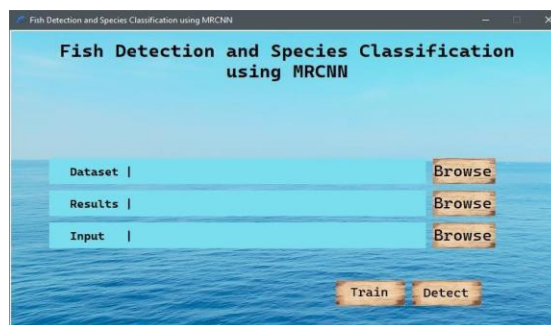 Fish Detection and Species Classification using MRCNN
Fish Detection and Species Classification
using MRCNN
Dataset | Browse
Results | Browse
Input | Browse
Train Detect